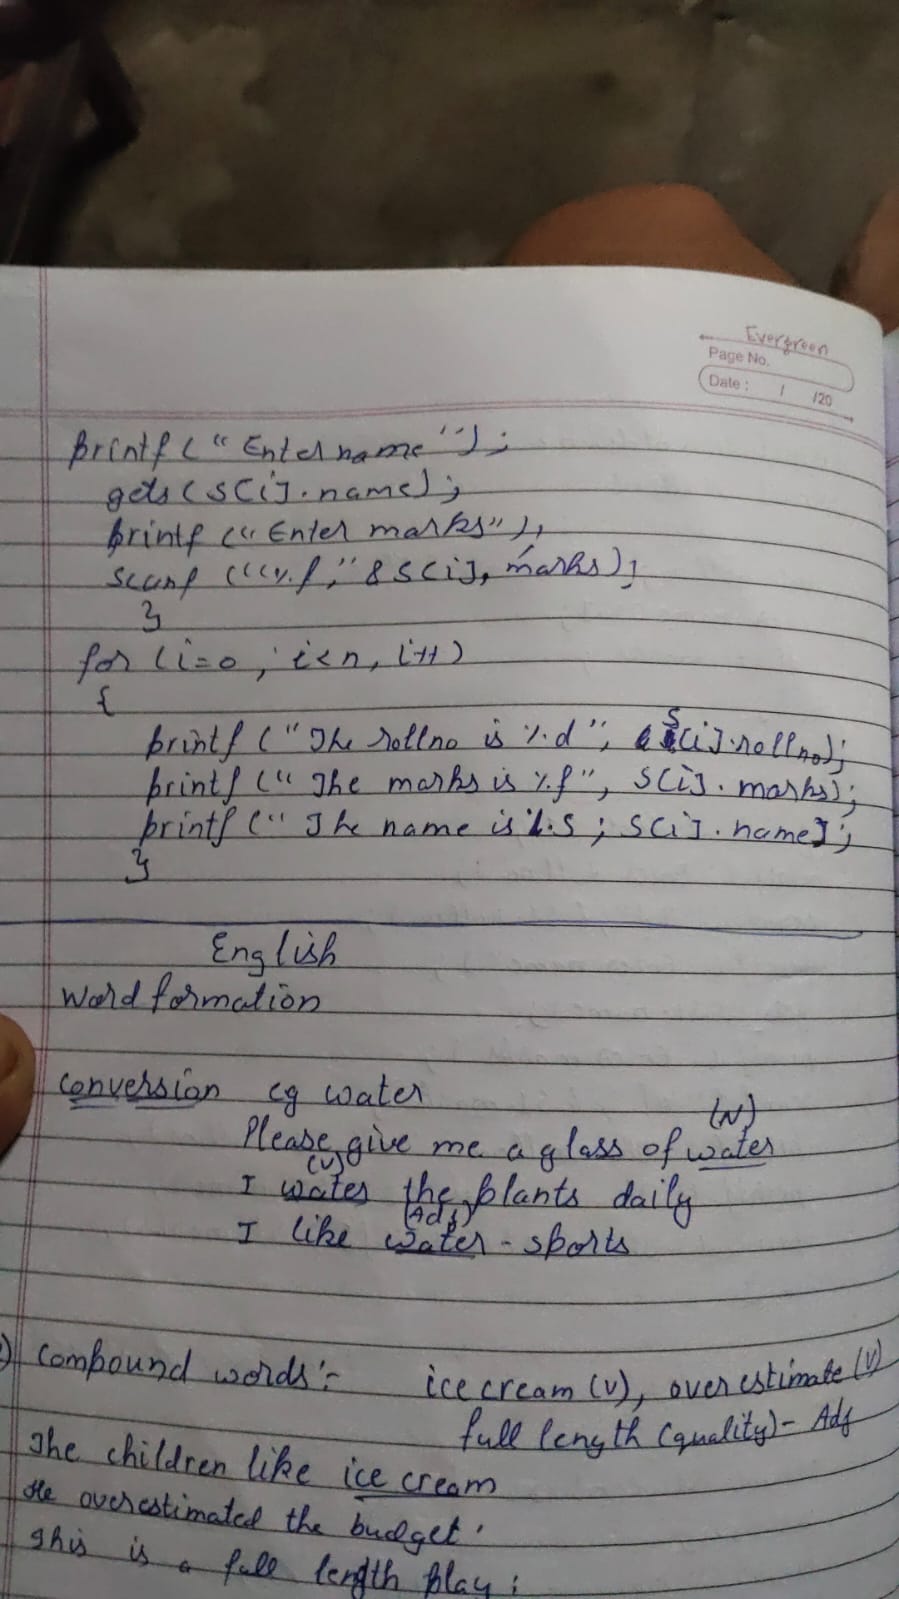 Evergreen
Page No.
Date : / /20
printf ( “ Enter name ’’ ) ;
gets ( s[i] . name ) ;
printf ( “ Enter marks” ) ,
scanf ( “ % f ,” & s[i] , marks ) ;
}
for ( i=0 , i<n , i++ )
{
printf ( “ The rollno is %d ” , s[i] . rollno ) ;
printf ( “ The marks is %f ” , s[i] . marks ) ;
printf ( “ The name is %s ; s[i] . name ] ;
}
English
Word formation
Conversion eg water
(N)
Please give me a glass of water
(V)
I water the plants daily
(Adj)
I like water - sports
) Compound words :- ice cream (V) , over estimate (V)
full length (quality) - Adj
The children like ice cream
He overestimated the budget .
This is a full length play ;